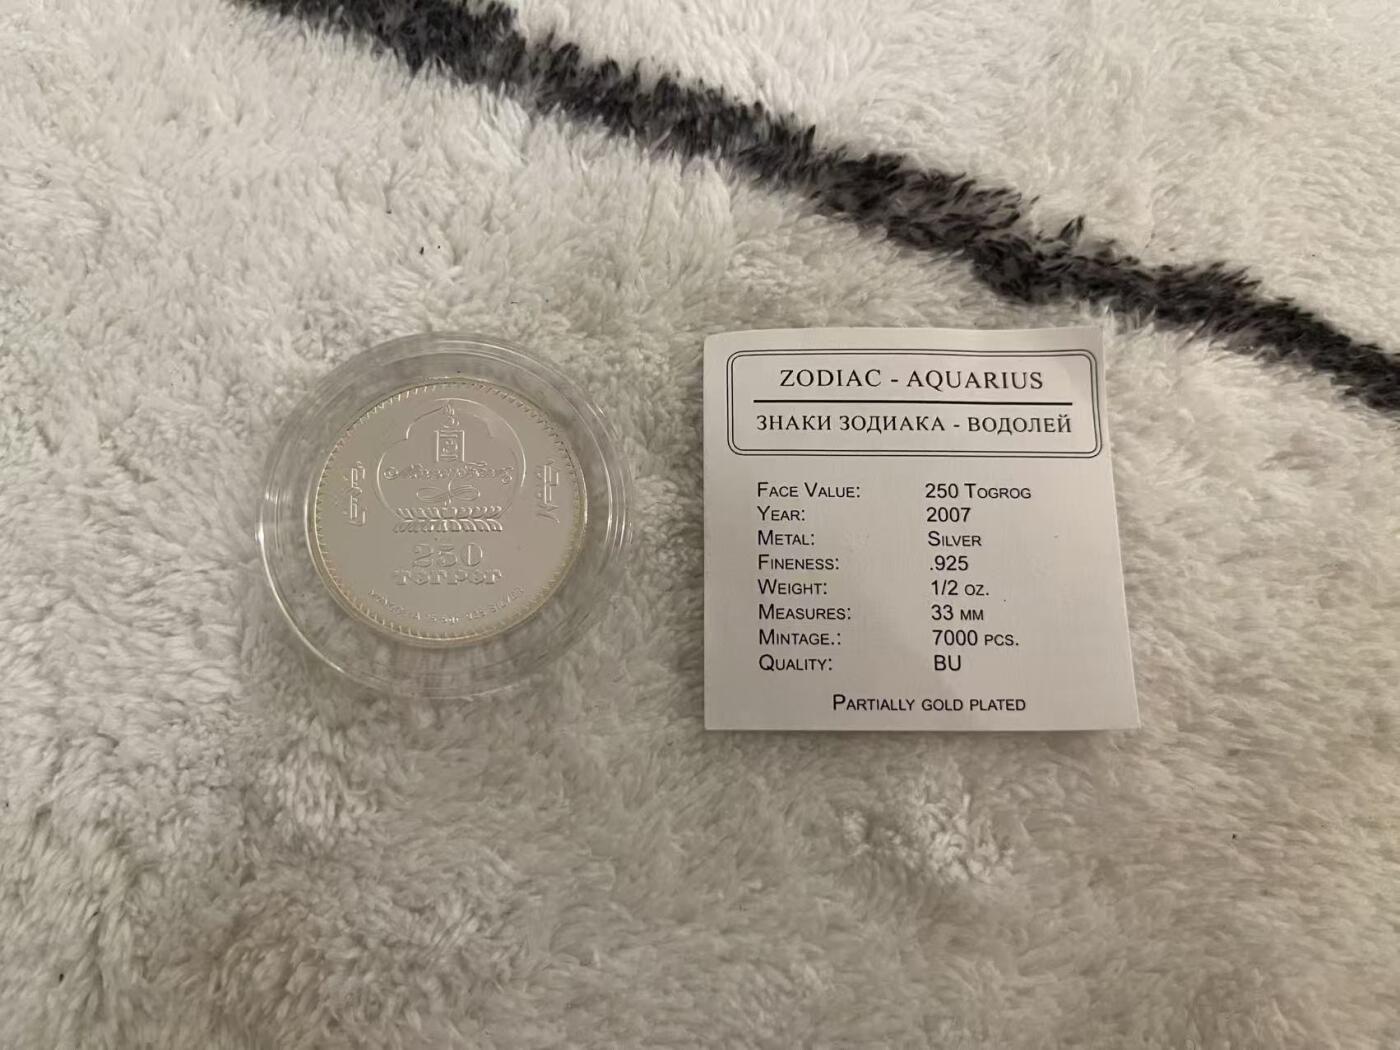 250
ТӨГРӨГ
ZODIAC - AQUARIUS
ЗНАКИ ЗОДИАКА - ВОДОЛЕЙ
FACE VALUE: 250 TOGROG
YEAR: 2007
METAL: SILVER
FINENESS: .925
WEIGHT: 1/2 OZ.
MEASURES: 33 MM
MINTAGE.: 7000 PCS.
QUALITY: BU
PARTIALLY GOLD PLATED